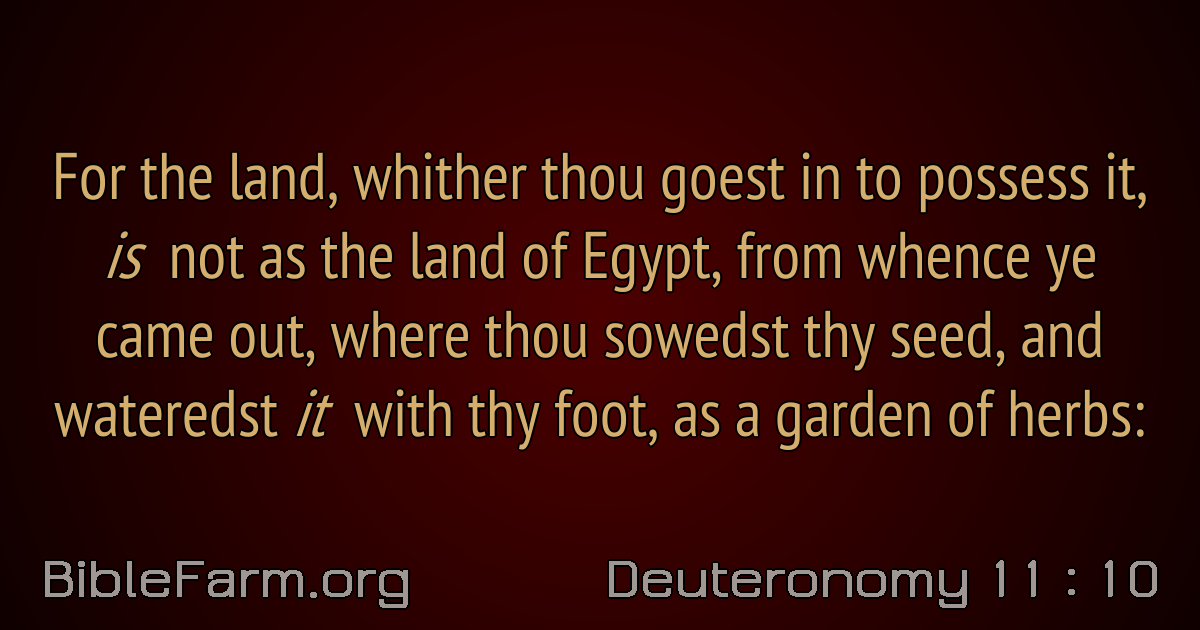 For the land, whither thou goest in to possess it,
is not as the land of Egypt, from whence ye
came out, where thou sowedst thy seed, and
wateredst it with thy foot, as a garden of herbs:
BibleFarm.org
Deuteronomy 11 : 10